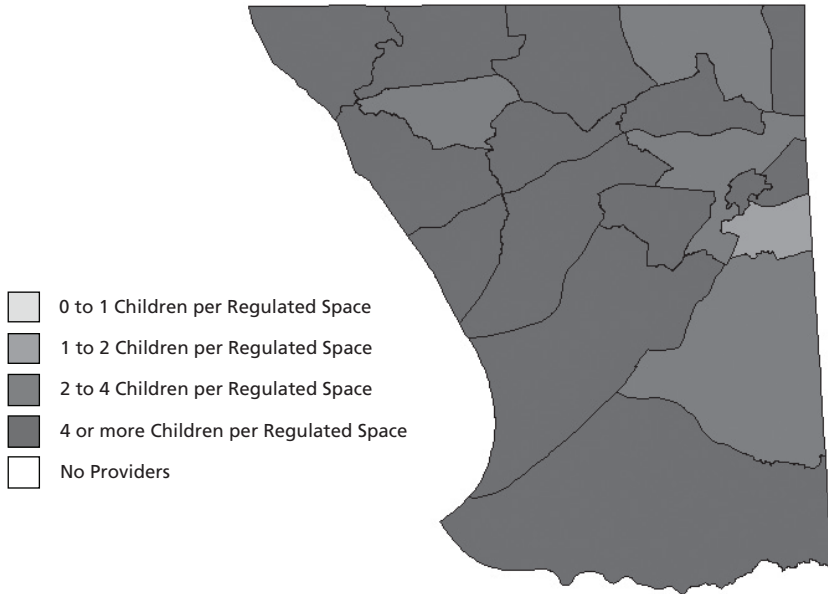 0 to 1 Children per Regulated Space
1 to 2 Children per Regulated Space
2 to 4 Children per Regulated Space
4 or more Children per Regulated Space
No Providers